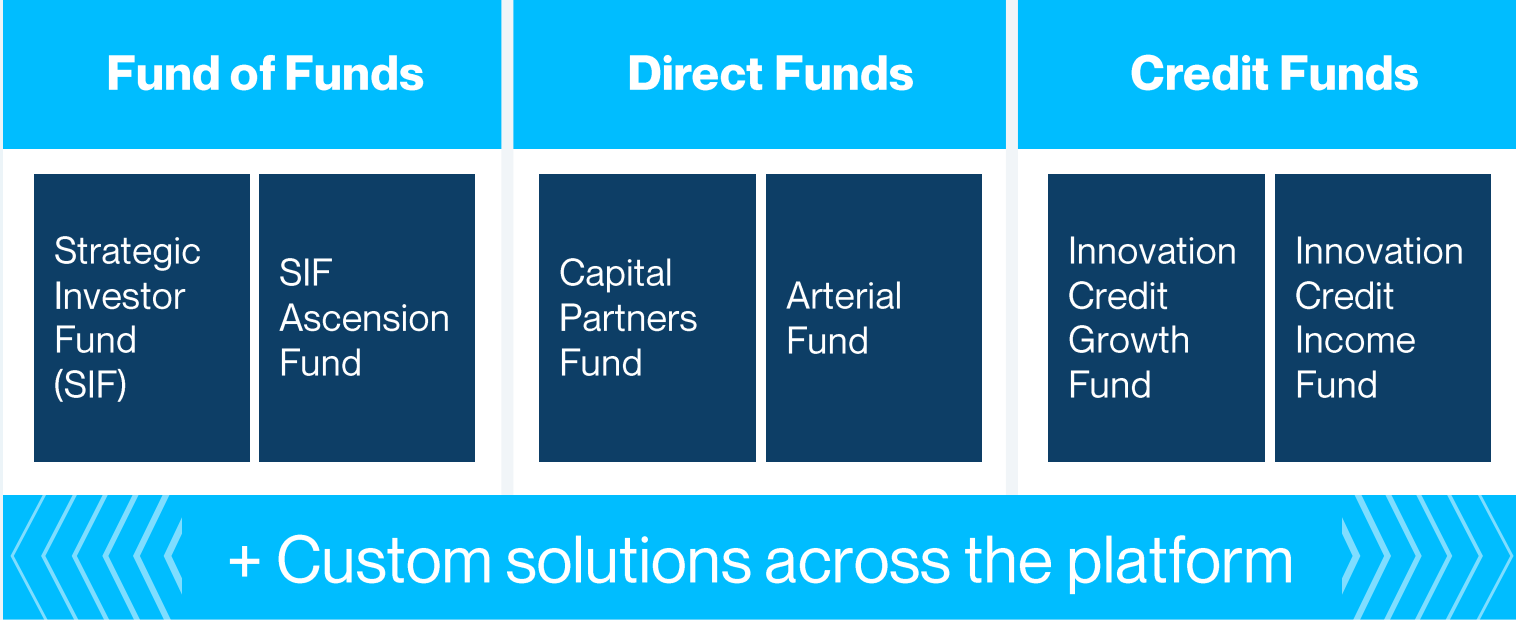 Fund of Funds
Direct Funds
Credit Funds
Strategic
Investor
Fund
(SIF)
SIF
Ascension
Fund
Capital
Partners
Fund
Arterial
Fund
Innovation
Credit
Growth
Fund
Innovation
Credit
Income
Fund
+ Custom solutions across the platform